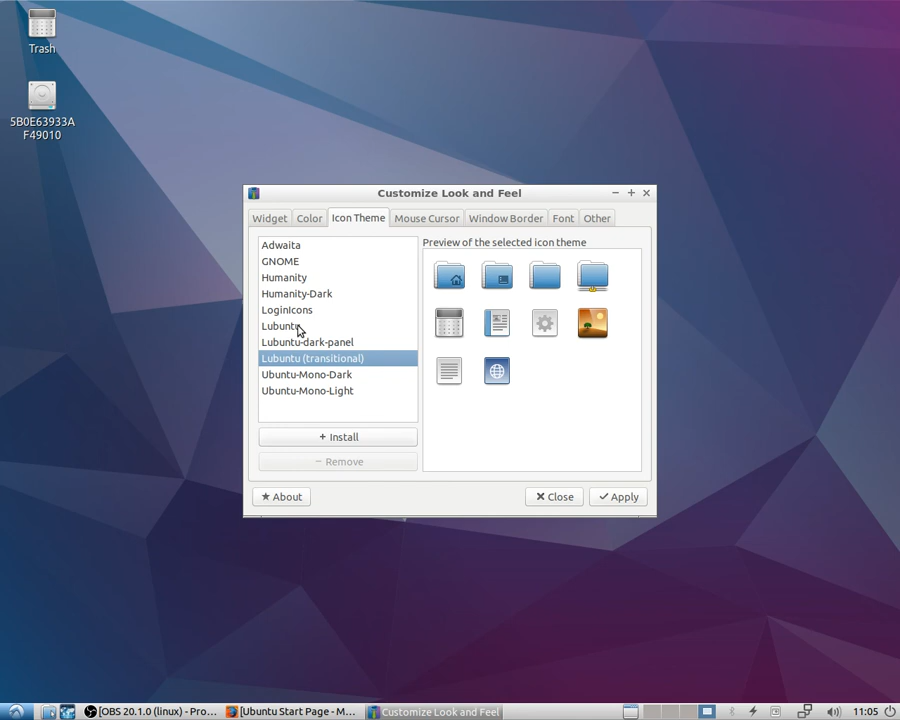 Trash
5B0E63933A
F49010
Customize Look and Feel
Widget
Color
Icon Theme
Mouse Cursor
Window Border
Font
Other
Adwaita
GNOME
Humanity
Humanity-Dark
LoginIcons
Lubuntu
Lubuntu-dark-panel
Lubuntu (transitional)
Ubuntu-Mono-Dark
Ubuntu-Mono-Light
Install
Remove
Preview of the selected icon theme
About
Close
Apply
[OBS 20.1.0 (linux) - Pro...
[Ubuntu Start Page - M...
Customize Look and Feel
11:05